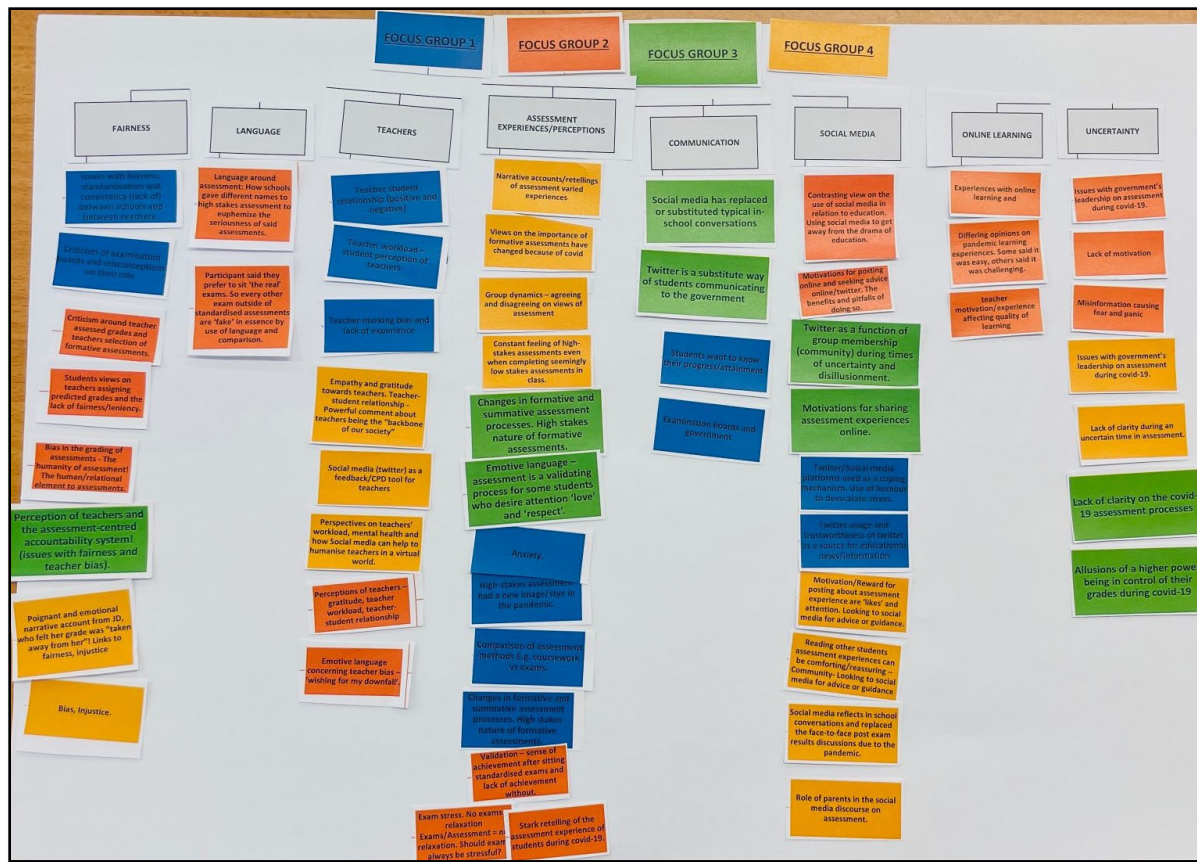 FOCUS GROUP 1
FOCUS GROUP 2
FOCUS GROUP 3
FOCUS GROUP 4
FAIRNESS
Issues with fairness,
standardisation and
consistency (lack of)
between schools and
between teachers.
Criticism of examination
boards and misconceptions
on their role
Criticism around teacher
assessed grades and
teachers selection of
formative assessments.
Students views on
teachers assigning
predicted grades and the
lack of fairness/leniency.
Bias in the grading of
assessments - The
humanity of assessment!
The human/relational
element to assessments.
Perception of teachers and
the assessment-centred
accountability system!
(issues with fairness and
teacher bias).
Poignant and emotional
narrative account from JD,
who felt her grade was "taken
away from her"! Links to
fairness, injustice
Bias, Injustice.
LANGUAGE
Language around
assessment: How schools
gave different names to
high stakes assessment to
euphemise the
seriousness of said
assessments.
Participant said they
prefer to sit 'the real'
exams. So every other
exam outside of
standardised assessments
are 'fake' in essence by
use of language and
comparison.
TEACHERS
Teacher student
relationship (positive and
negative)
Teacher workload –
student perception of
teachers
Teacher marking bias and
lack of experience
Empathy and gratitude
towards teachers. Teacher-
student relationship -
Powerful comment about
teachers being the "backbone
of our society"
Social media (twitter) as a
feedback/CPD tool for
teachers
Perspectives on teachers'
workload, mental health and
how Social media can help to
humanise teachers in a virtual
world.
Perceptions of teachers –
gratitude, teacher
workload, teacher-
student relationship
Emotive language
concerning teacher bias –
'wishing for my downfall'.
ASSESSMENT
EXPERIENCES/PERCEPTIONS
Narrative accounts/retellings
of assessment varied
experiences
Views on the importance of
formative assessments have
changed because of covid
Group dynamics – agreeing
and disagreeing on views of
assessment
Constant feeling of high-
stakes assessments even
when completing seemingly
low stakes assessments in
class.
Changes in formative and
summative assessment
processes. High stakes
nature of formative
assessments.
Emotive language –
assessment is a validating
process for some students
who desire attention 'love'
and 'respect'.
Anxiety.
High-stakes assessment
had a new image/stye in the
pandemic.
Comparison of assessment
methods E.g. coursework
vs exams.
Changes in formative and
summative assessment
processes. High stakes
nature of formative
assessments.
Validation – sense of
achievement after sitting
standardised exams and
lack of achievement
without.
Exam stress. No exams
relaxation
Exams/Assessment =
relaxation. Should
always be stressful?
Stark retelling of the
assessment experience of
students during covid-19.
COMMUNICATION
Social media has replaced
or substituted typical in-
school conversations
Twitter is a substitute way
of students communicating
to the government
Students want to know
their progress/attainment.
Examination boards and
government
SOCIAL MEDIA
Contrasting view on the
use of social media in
relation to education.
Using social media to get
away from the drama of
education.
Motivations for posting
online and seeking advice
online/twitter. The
benefits and pitfalls of
doing so.
Twitter as a function of
group membership
(community) during times
of uncertainty and
disillusionment.
Motivations for sharing
assessment experiences
online.
Twitter/Social media
platforms used as a coping
mechanism. Use of humour
to deescalate stress.
Twitter usage and
trustworthiness of twitter
as a source for educational
news/information
Motivation/Reward for
posting about assessment
experience are 'likes' and
attention. Looking to social
media for advice or guidance.
Reading other students
assessment experiences can
be comforting/reassuring –
Community- Looking to social
media for advice or guidance
Social media reflects in school
conversations and replaced
the face-to-face post exam
results discussions due to the
pandemic.
Role of parents in the social
media discourse on
assessment.
ONLINE LEARNING
Experiences with online
learning and
Differing opinions on
pandemic learning
experiences. Some said it
was easy, others said it
was challenging.
teacher
motivation/experience
affecting quality of
learning
UNCERTAINTY
Issues with government's
leadership on assessment
during covid-19.
Lack of motivation
Misinformation causing
fear and panic
Issues with government's
leadership on assessment
during covid-19.
Lack of clarity during an
uncertain time in assessment.
Lack of clarity on the covid-
19 assessment processes
Allusions of a higher power
being in control of their
grades during covid-19